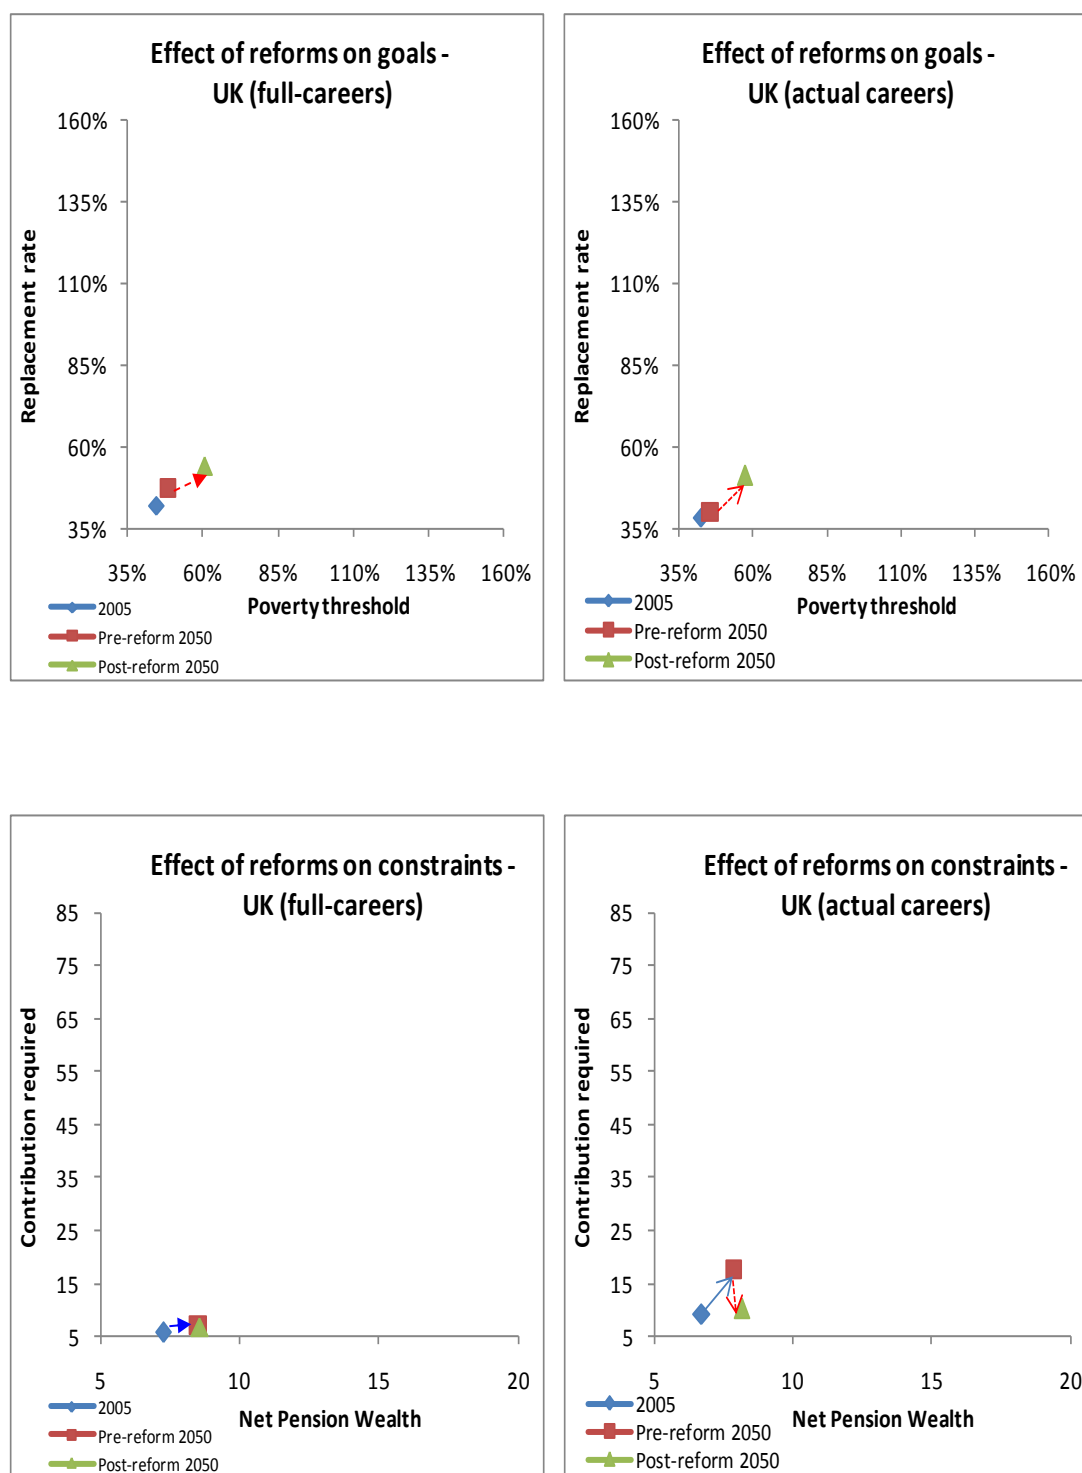 Effect of reforms on goals -
UK (full-careers)
160%
135%
110%
85%
60%
35%
Replacement rate
35% 60% 85% 110% 135% 160%
Poverty threshold
2005
Pre-reform 2050
Post-reform 2050
Effect of reforms on goals -
UK (actual careers)
160%
135%
110%
85%
60%
35%
Replacement rate
35% 60% 85% 110% 135% 160%
Poverty threshold
2005
Pre-reform 2050
Post-reform 2050
Effect of reforms on constraints -
UK (full-careers)
85
75
65
55
45
35
25
15
5
Contribution required
5 10 15 20
Net Pension Wealth
2005
Pre-reform 2050
Post-reform 2050
Effect of reforms on constraints -
UK (actual careers)
85
75
65
55
45
35
25
15
5
Contribution required
5 10 15 20
Net Pension Wealth
2005
Pre-reform 2050
Post-reform 2050